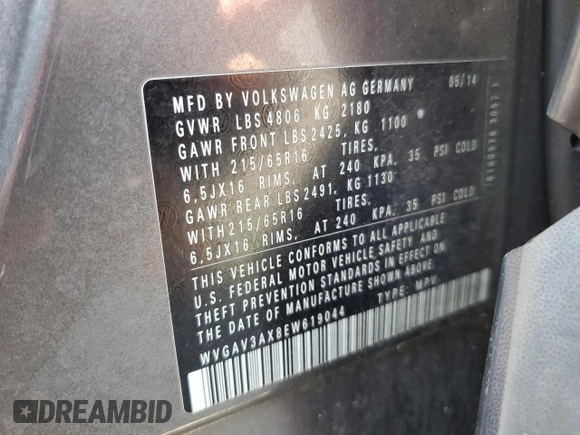 MFD BY VOLKSWAGEN AG GERMANY 05/14
GVWR LBS 4806 KG 2180
GAWR FRONT LBS 2425, KG 1100
WITH 215/65R16 TIRES,
6,5JX16 RIMS, AT 240 KPA, 35 PSI COLD
GAWR REAR LBS 2491, KG 1130
WITH 215/65R16 TIRES,
6,5JX16 RIMS, AT 240 KPA, 35 PSI COLD
THIS VEHICLE CONFORMS TO ALL APPLICABLE
U.S. FEDERAL MOTOR VEHICLE SAFETY AND
THEFT PREVENTION STANDARDS IN EFFECT ON
THE DATE OF MANUFACTURE SHOWN ABOVE.
WVGAV3AX8EW619044 TYPE: MPV
DREAMBID